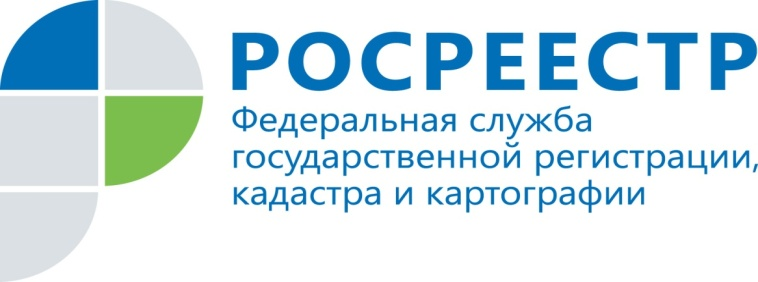 РОСРЕЕСТР
Федеральная служба
государственной регистрации,
кадастра и картографии